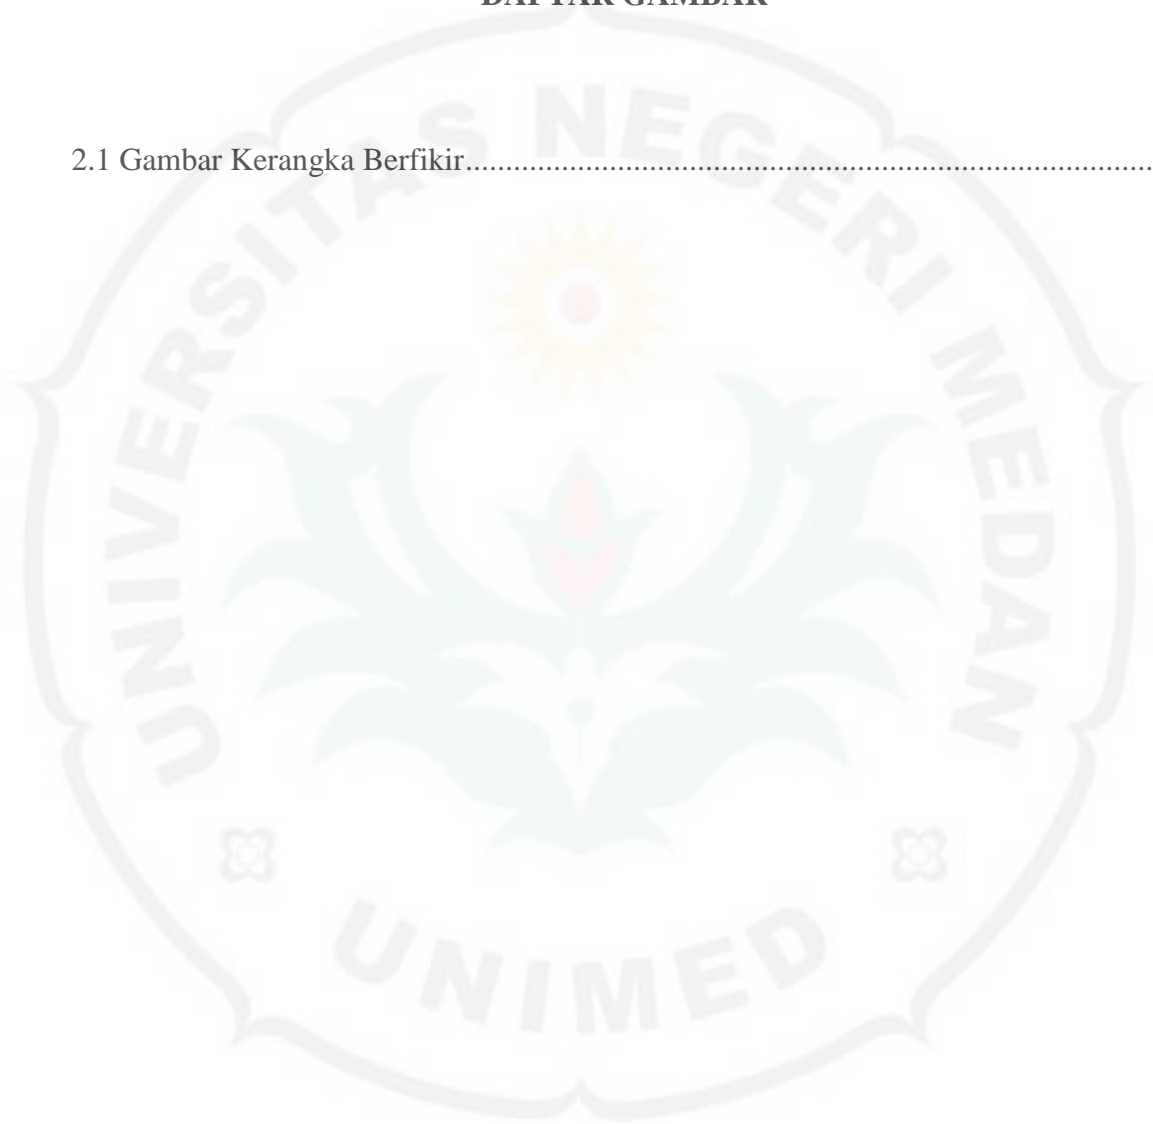 DAFTAR GAMBAR
2.1 Gambar Kerangka Berfikir................................................................................
UNIVERSITAS NEGERI MEDAN
UNIMED